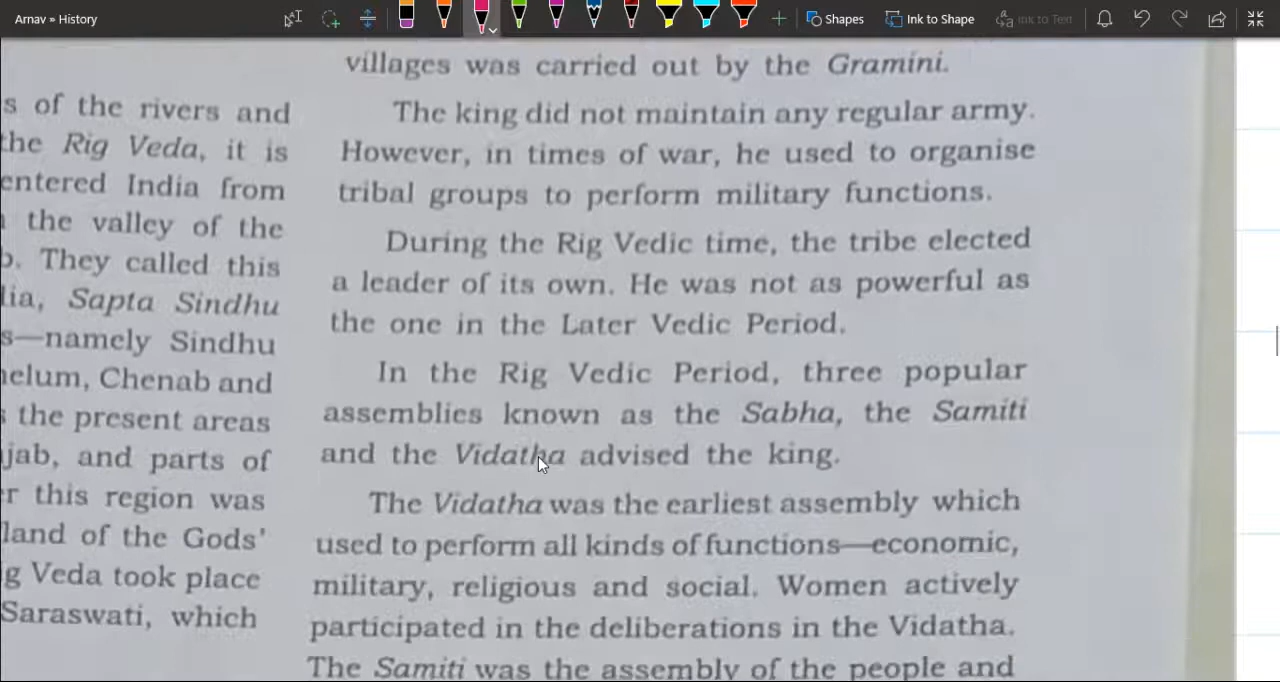 Arnav » History
Shapes
Ink to Shape
Ink to Text
s of the rivers and
the Rig Veda, it is
entered India from
the valley of the
b. They called this
lia, Sapta Sindhu
s—namely Sindhu
helum, Chenab and
s the present areas
jab, and parts of
r this region was
land of the Gods'
g Veda took place
Saraswati, which
villages was carried out by the Gramini.
The king did not maintain any regular army.
However, in times of war, he used to organise
tribal groups to perform military functions.
During the Rig Vedic time, the tribe elected
a leader of its own. He was not as powerful as
the one in the Later Vedic Period.
In the Rig Vedic Period, three popular
assemblies known as the Sabha, the Samiti
and the Vidatha advised the king.
The Vidatha was the earliest assembly which
used to perform all kinds of functions—economic,
military, religious and social. Women actively
participated in the deliberations in the Vidatha.
The Samiti was the assembly of the people and